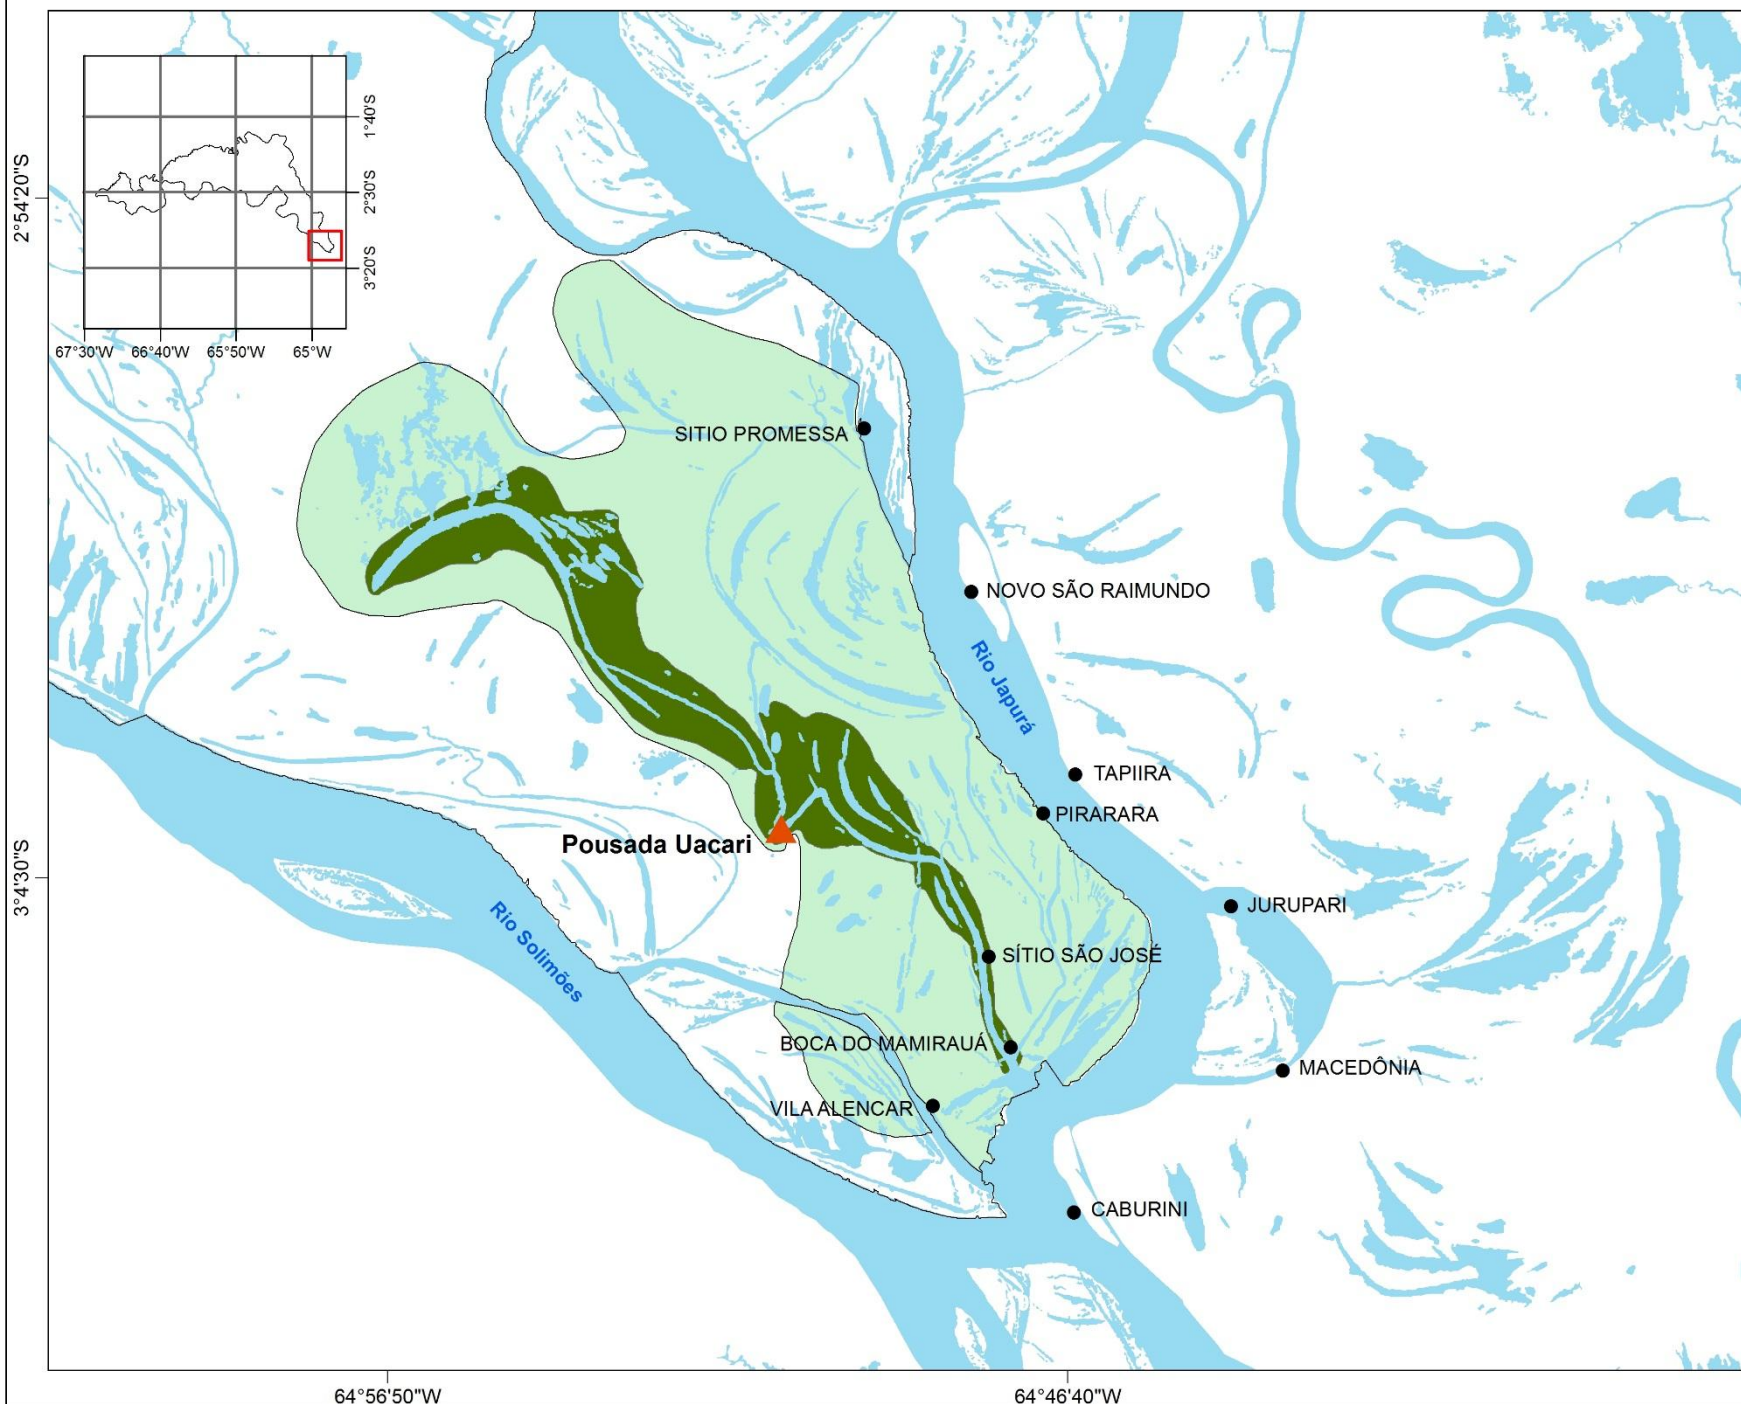 1°40'S
2°30'S
3°20'S
67°30'W
66°40'W
65°50'W
65°W
2°54'20"S
SITIO PROMESSA
NOVO SÃO RAIMUNDO
Rio Japurá
TAPIIRA
PIRARARA
Pousada Uacari
3°4'30"S
JURUPARI
Rio Solimões
SÍTIO SÃO JOSÉ
BOCA DO MAMIRAUÁ
MACEDÔNIA
VILA ALENCAR
CABURINI
64°56'50"W
64°46'40"W